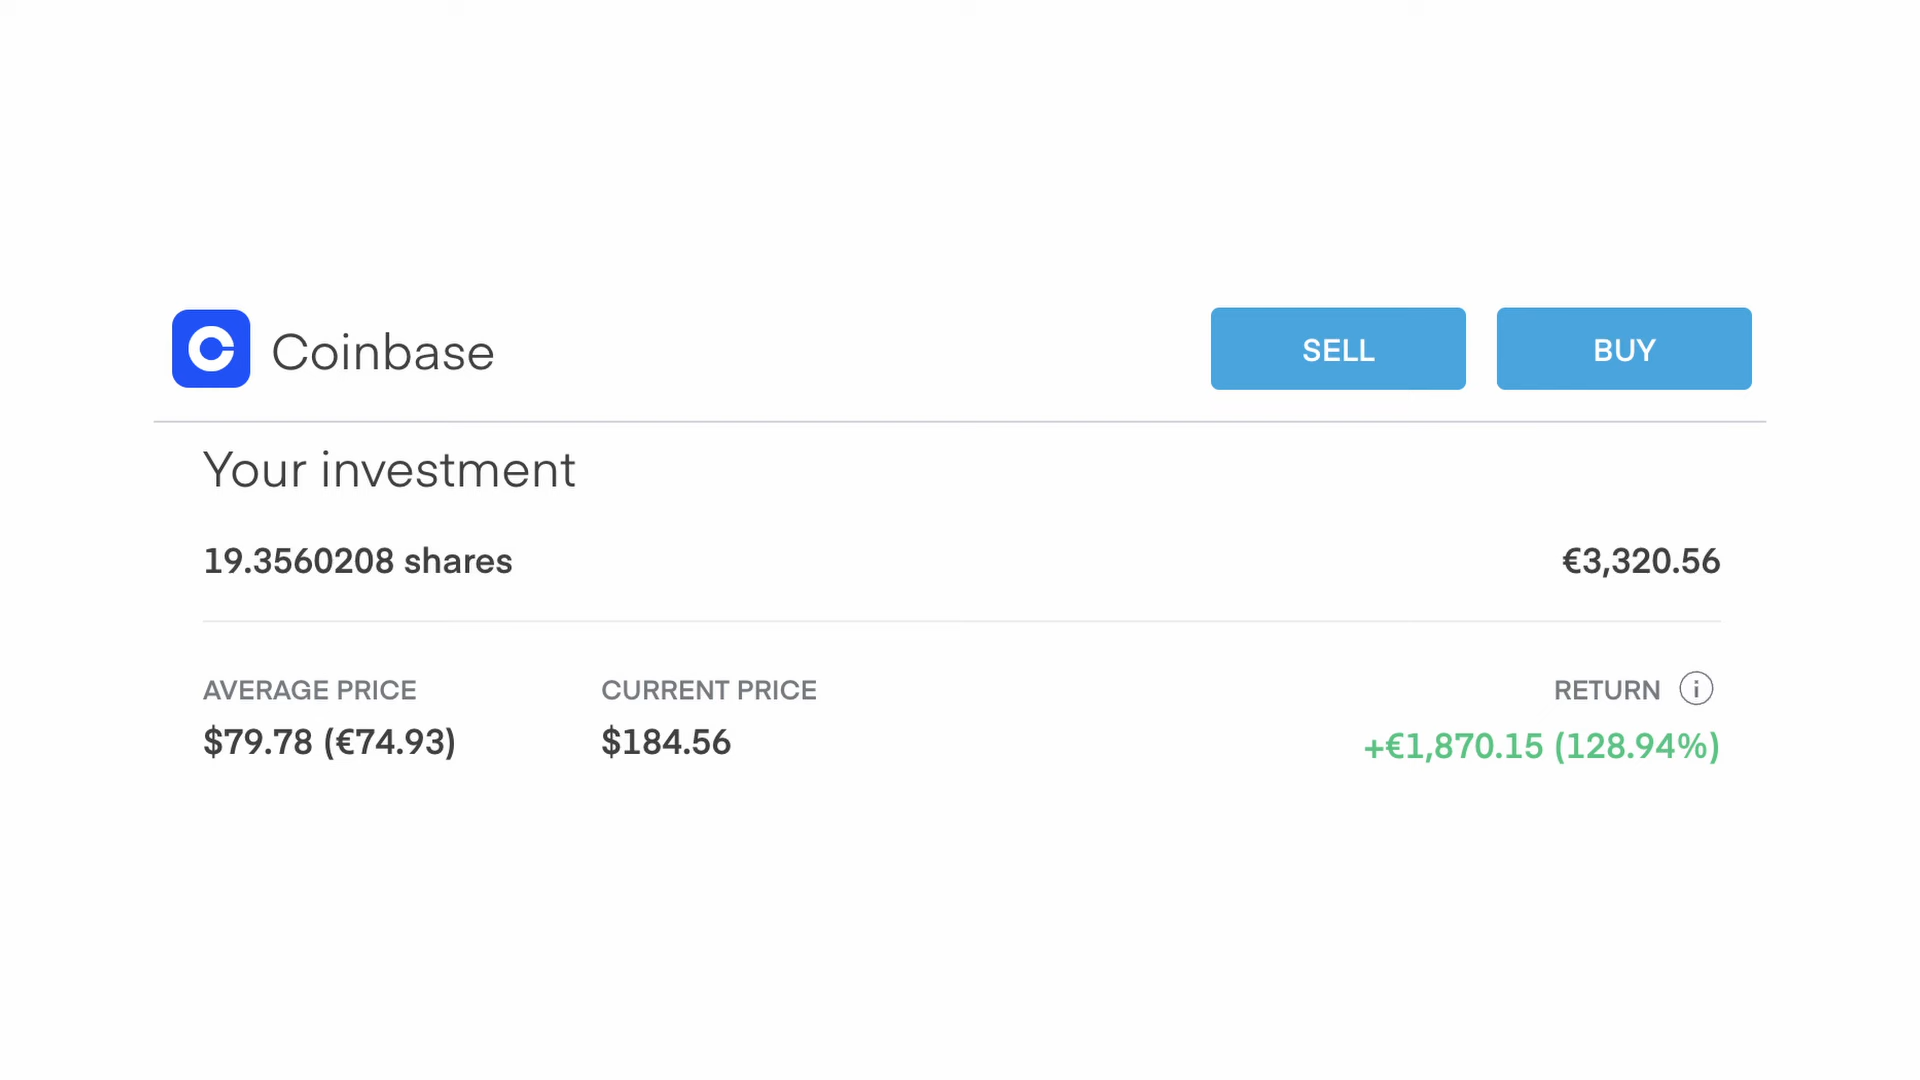 Coinbase
SELL
BUY
Your investment
19.3560208 shares
€3,320.56
AVERAGE PRICE
CURRENT PRICE
RETURN
$79.78 (€74.93)
$184.56
+€1,870.15 (128.94%)